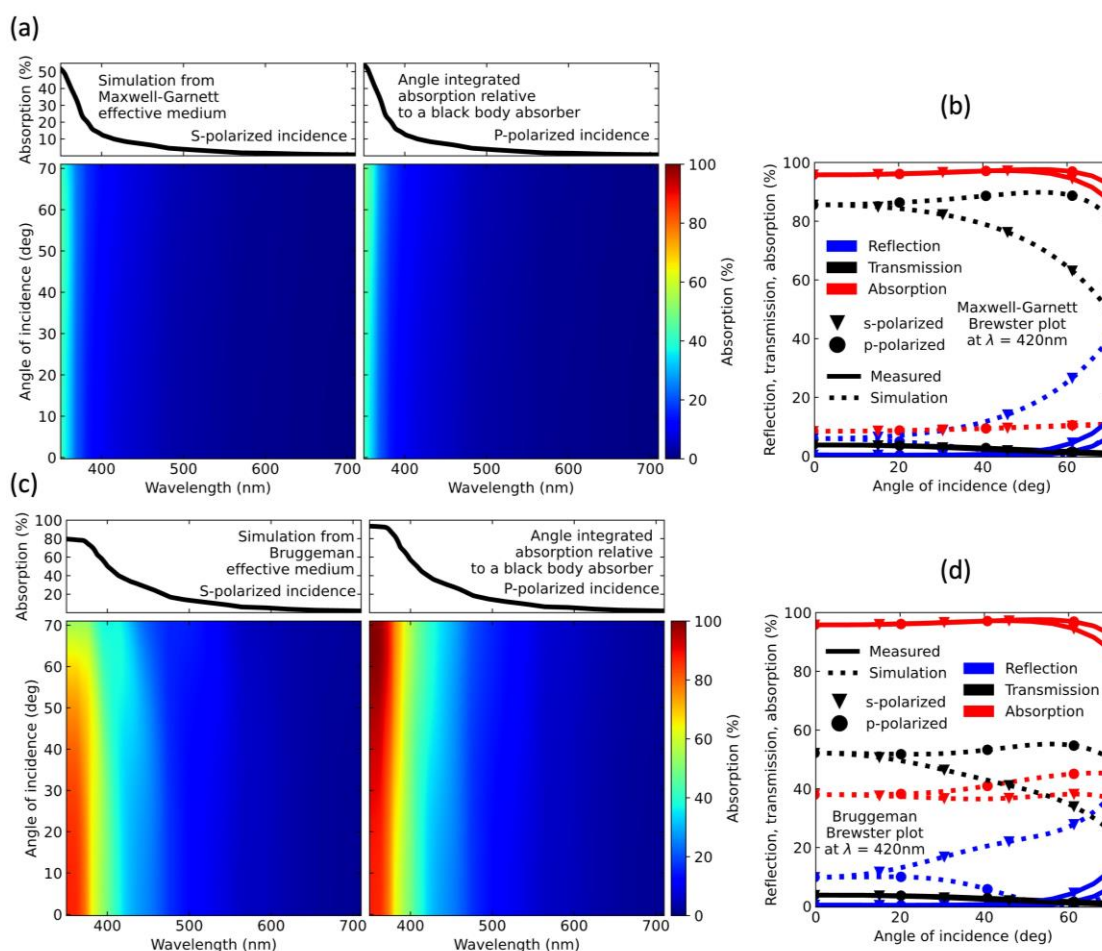 (a)
Absorption (%)
50
40
30
20
10
Simulation from
Maxwell-Garnett
effective medium
S-polarized incidence
Angle integrated
absorption relative
to a black body absorber
P-polarized incidence
Angle of incidence (deg)
70
60
50
40
30
20
10
0
400
500
600
700
Wavelength (nm)
400
500
600
700
Wavelength (nm)
100
80
60
40
20
0
Absorption (%)
(b)
Reflection, transmission, absorption (%)
100
80
60
40
20
0
Reflection
Transmission
Absorption
s-polarized
p-polarized
Measured
Simulation
Maxwell-Garnett
Brewster plot
at λ = 420nm
0
20
40
60
Angle of incidence (deg)
(c)
Absorption (%)
100
80
60
40
20
Simulation from
Bruggeman
effective medium
S-polarized incidence
Angle integrated
absorption relative
to a black body absorber
P-polarized incidence
Angle of incidence (deg)
70
60
50
40
30
20
10
0
400
500
600
700
Wavelength (nm)
400
500
600
700
Wavelength (nm)
100
80
60
40
20
0
Absorption (%)
(d)
Reflection, transmission, absorption (%)
100
80
60
40
20
0
Measured
Simulation
s-polarized
p-polarized
Reflection
Transmission
Absorption
Bruggeman
Brewster plot
at λ = 420nm
0
20
40
60
Angle of incidence (deg)